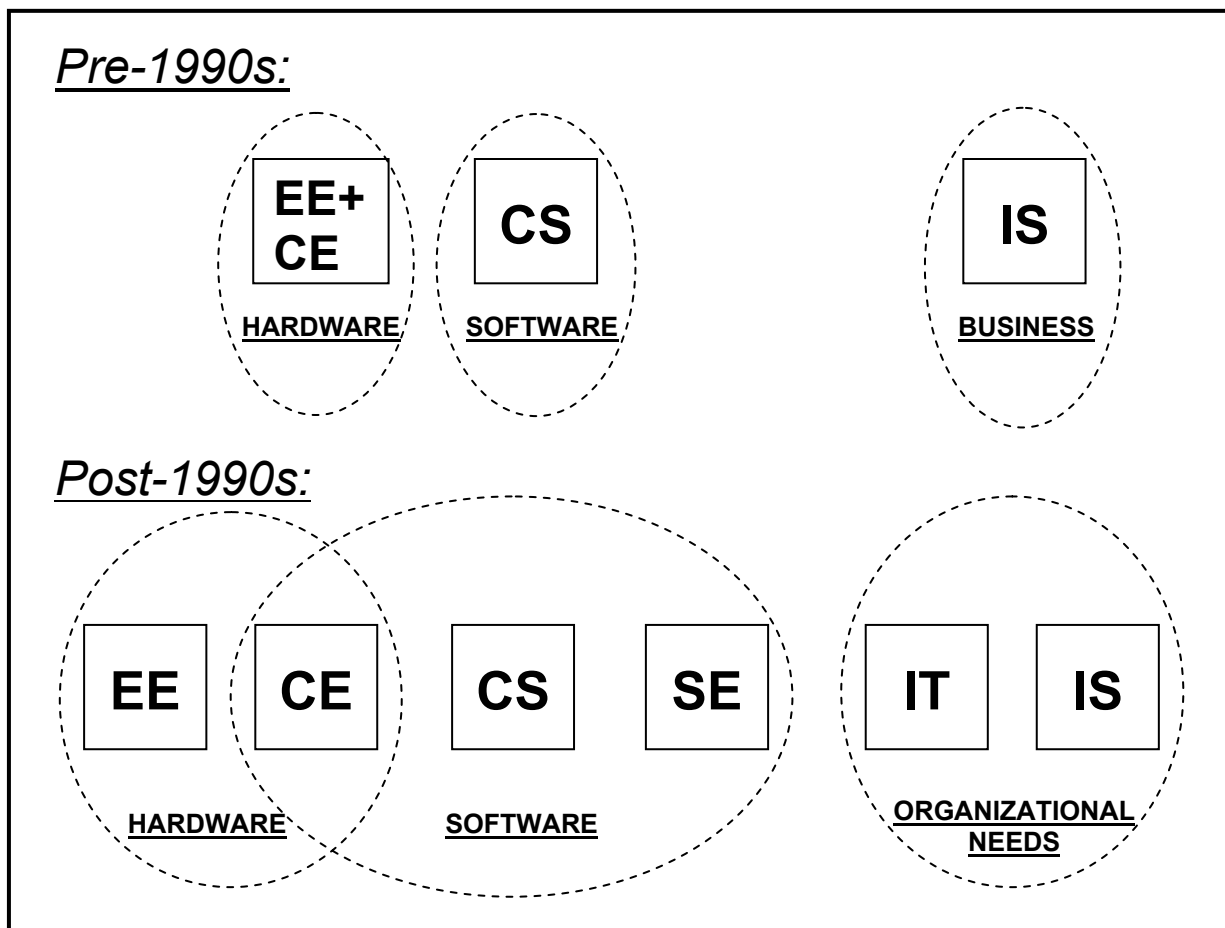 Pre-1990s:
EE+
CE
CS
IS
HARDWARE
SOFTWARE
BUSINESS
Post-1990s:
EE
CE
CS
SE
IT
IS
HARDWARE
SOFTWARE
ORGANIZATIONAL
NEEDS